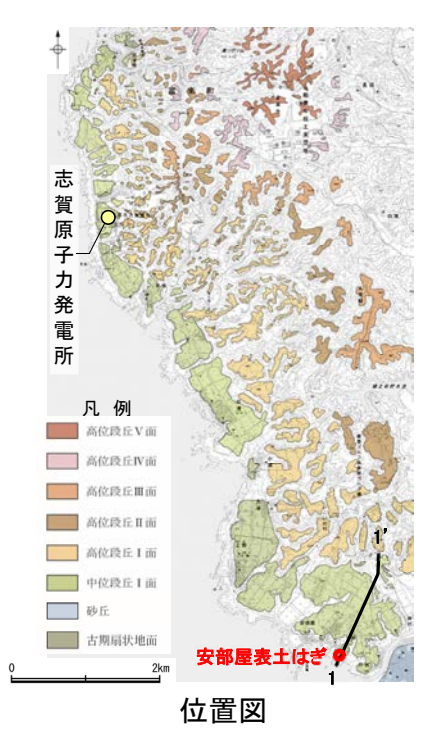 志賀原子力発電所
凡 例
高位段丘Ⅴ面
高位段丘Ⅳ面
高位段丘Ⅲ面
高位段丘Ⅱ面
高位段丘Ⅰ面
中位段丘Ⅰ面
砂丘
古期扇状地面
1'
安部屋表土はぎ
1
0 2km
位置図